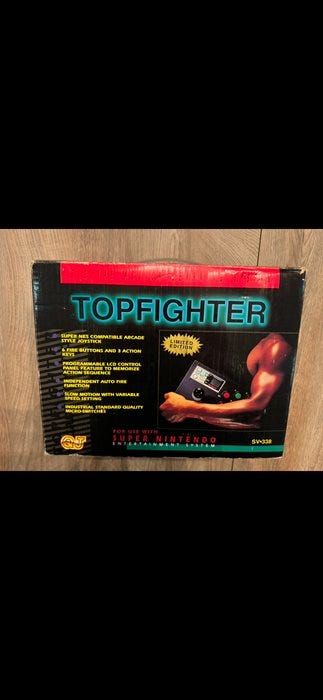 TOPFIGHTER
LIMITED
EDITION
SUPER NES COMPATIBLE ARCADE
STYLE JOYSTICK
6 FIRE BUTTONS AND 3 ACTION
KEYS
PROGRAMMABLE LCD CONTROL
PANEL FEATURE TO MEMORIZE
ACTION SEQUENCE
INDEPENDENT AUTO FIRE
FUNCTION
SLOW MOTION WITH VARIABLE
SPEED SETTING
INDUSTRIAL STANDARD QUALITY
MICRO-SWITCHES
QJ
FOR USE WITH
SUPER NINTENDO
ENTERTAINMENT SYSTEM
SV-338